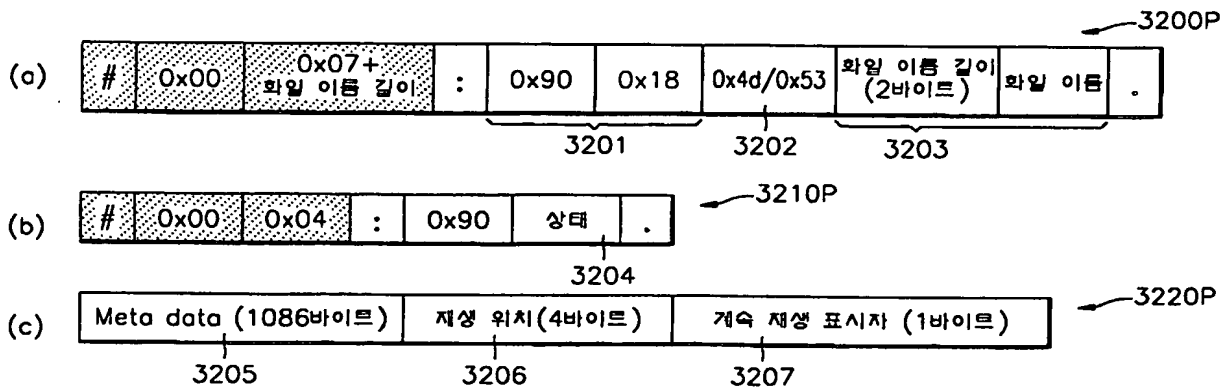 3200P
(a) # 0x00 0x07+ 화일 이름 길이 : 0x90 0x18 0x4d/0x53 화일 이름 길이 (2바이트) 화일 이름 .
3201 3202 3203
3210P
(b) # 0x00 0x04 : 0x90 상태 .
3204
3220P
(c) Meta data (1086바이트) 재생 위치(4바이트) 계속 재생 표시자 (1바이트)
3205 3206 3207